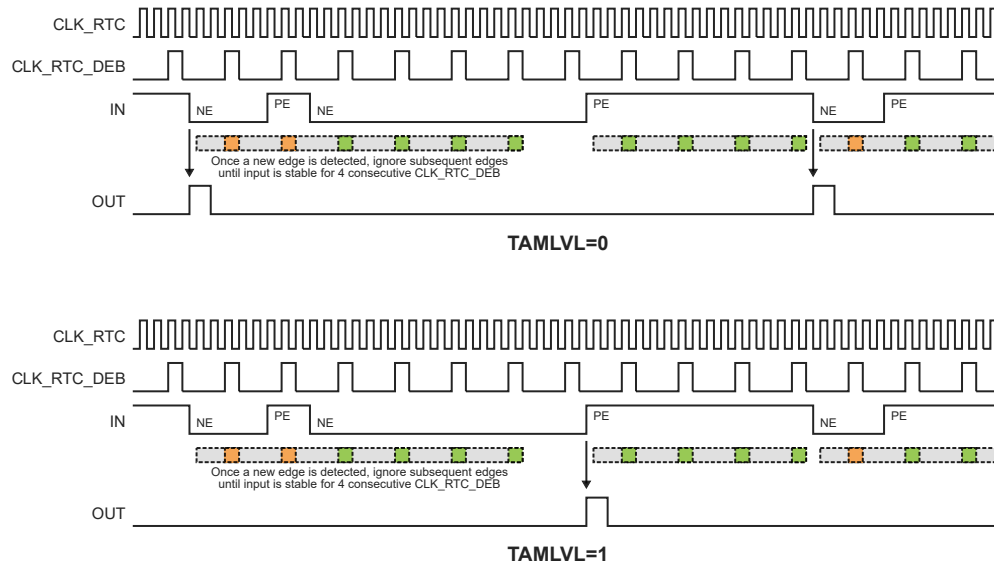 CLK_RTC
CLK_RTC_DEB
IN
NE
PE
NE
PE
NE
PE
Once a new edge is detected, ignore subsequent edges
until input is stable for 4 consecutive CLK_RTC_DEB
OUT
TAMLVL=0
CLK_RTC
CLK_RTC_DEB
IN
NE
PE
NE
PE
NE
PE
Once a new edge is detected, ignore subsequent edges
until input is stable for 4 consecutive CLK_RTC_DEB
OUT
TAMLVL=1